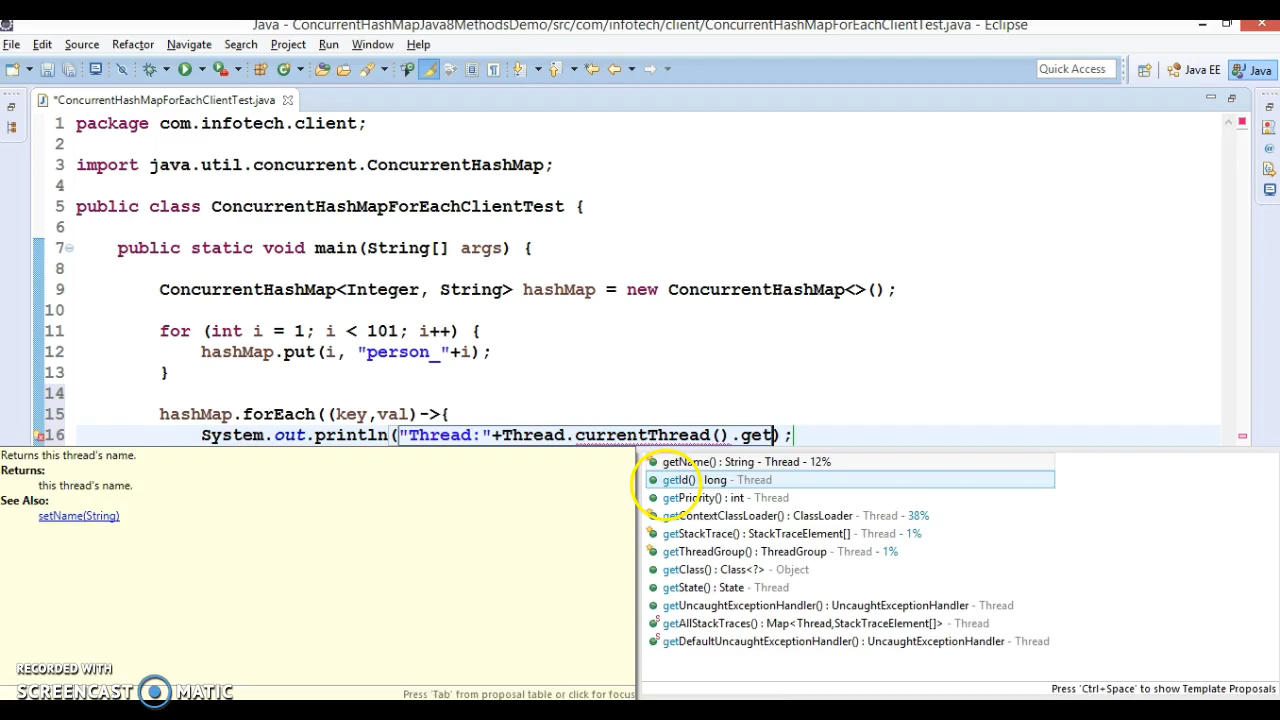 Java - ConcurrentHashMapJava8MethodsDemo/src/com/infotech/client/ConcurrentHashMapForEachClientTest.java - Eclipse
File Edit Source Refactor Navigate Search Project Run Window Help
Quick Access Java EE Java
*ConcurrentHashMapForEachClientTest.java
1 package com.infotech.client;
2
3 import java.util.concurrent.ConcurrentHashMap;
4
5 public class ConcurrentHashMapForEachClientTest {
6
7 public static void main(String[] args) {
8
9 ConcurrentHashMap<Integer, String> hashMap = new ConcurrentHashMap<>();
10
11 for (int i = 1; i < 101; i++) {
12 hashMap.put(i, "person_"+i);
13 }
14
15 hashMap.forEach((key,val)->{
16 System.out.println("Thread:"+Thread.currentThread().get);
Returns this thread's name.
Returns:
this thread's name.
See Also:
setName(String)
Press 'Tab' from proposal table or click for focus
getName() : String - Thread - 12%
getId() : long - Thread
getPriority() : int - Thread
getContextClassLoader() : ClassLoader - Thread - 38%
getStackTrace() : StackTraceElement[] - Thread - 1%
getThreadGroup() : ThreadGroup - Thread - 1%
getClass() : Class<?> - Object
getState() : State - Thread
getUncaughtExceptionHandler() : UncaughtExceptionHandler - Thread
getAllStackTraces() : Map<Thread,StackTraceElement[]> - Thread
getDefaultUncaughtExceptionHandler() : UncaughtExceptionHandler - Thread
Press 'Ctrl+Space' to show Template Proposals
RECORDED WITH
SCREENCAST MATIC